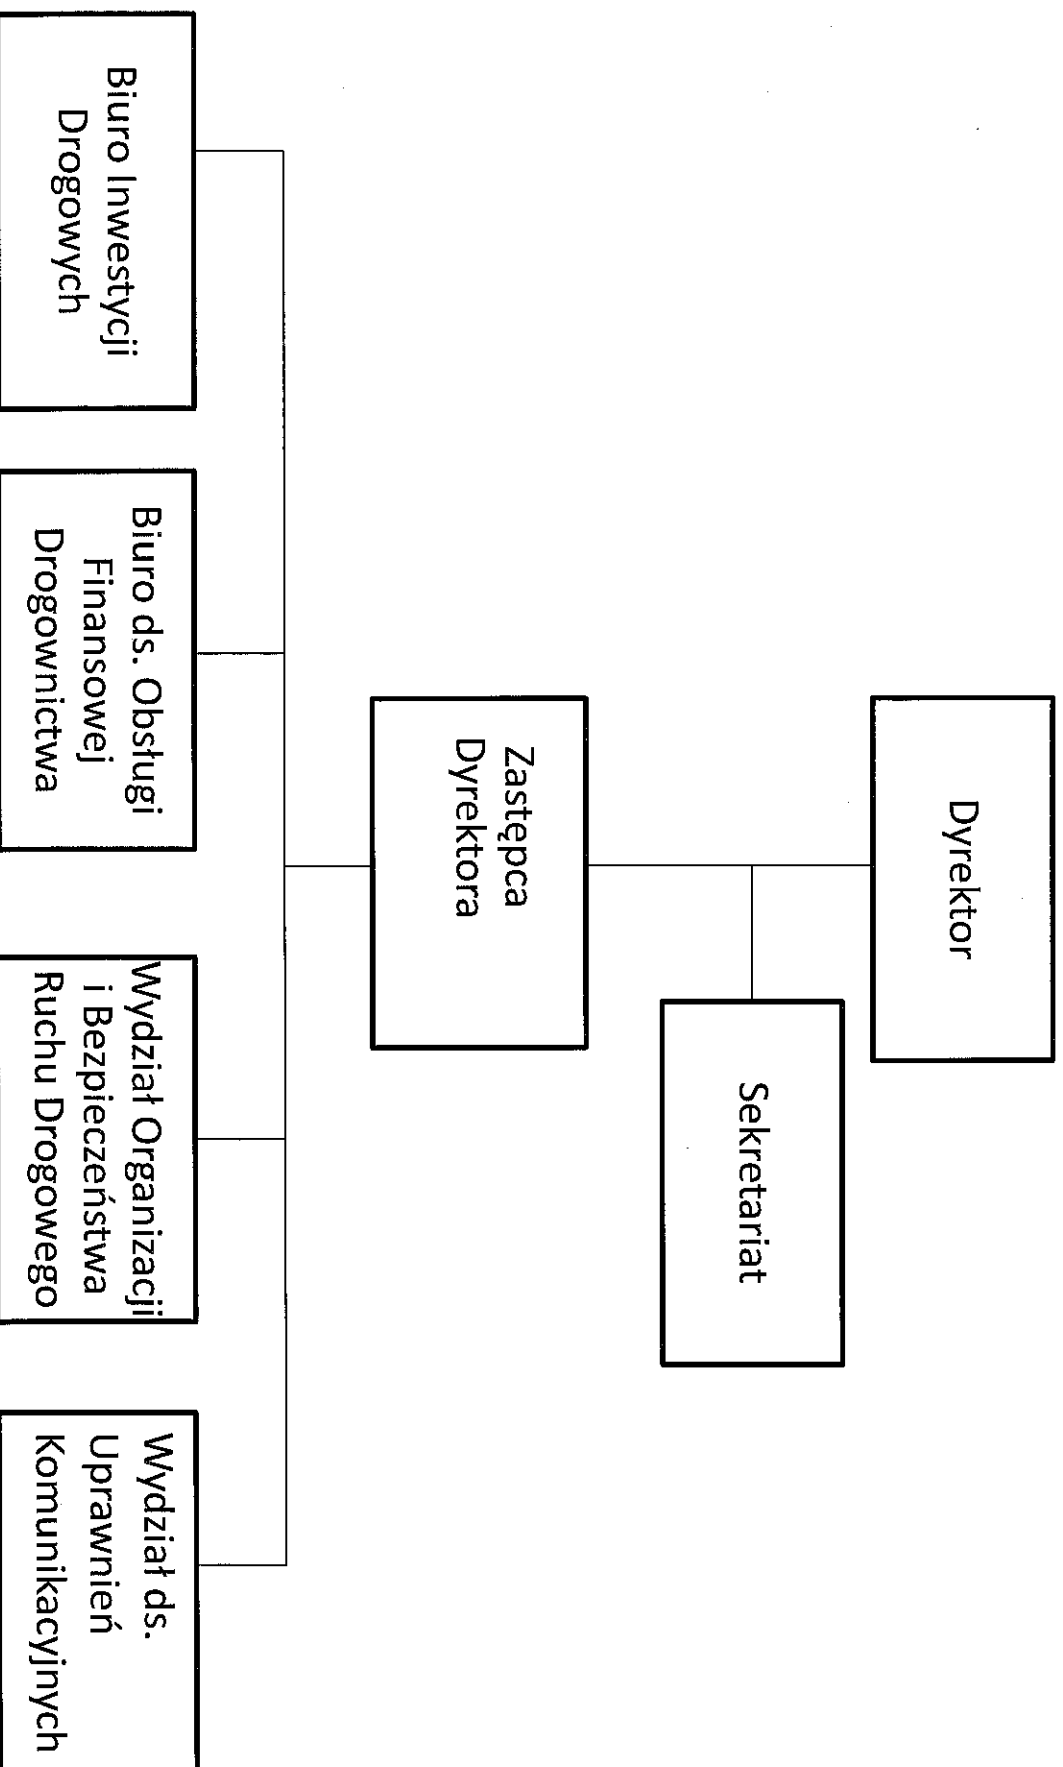 Dyrektor
Sekretariat
Zastępca
Dyrektora
Biuro Inwestycji
Drogowych
Biuro ds. Obsługi
Finansowej
Drogownictwa
Wydział Organizacji
i Bezpieczeństwa
Ruchu Drogowego
Wydział ds.
Uprawnień
Komunikacyjnych